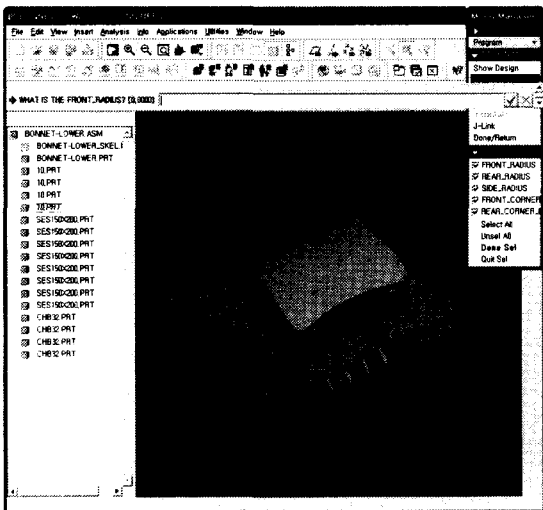 File Edit View Insert Analysis Info Applications Utilities Window Help
Program
Show Design
WHAT IS THE FRONT_RADIUS? [0.0000]
J-Link
Done/Return
FRONT_RADIUS
REAR_RADIUS
SIDE_RADIUS
FRONT_CORNER
REAR_CORNER
Select All
Unsel All
Done Sel
Quit Sel
BONNET-LOWER.ASM
BONNET-LOWER_SKEL
BONNET-LOWER.PRT
10.PRT
10.PRT
10.PRT
SES150X200.PRT
SES150X200.PRT
SES150X200.PRT
SES150X200.PRT
SES150X200.PRT
SES150X200.PRT
SES150X200.PRT
SES150X200.PRT
CHB32.PRT
CHB32.PRT
CHB32.PRT
CHB32.PRT